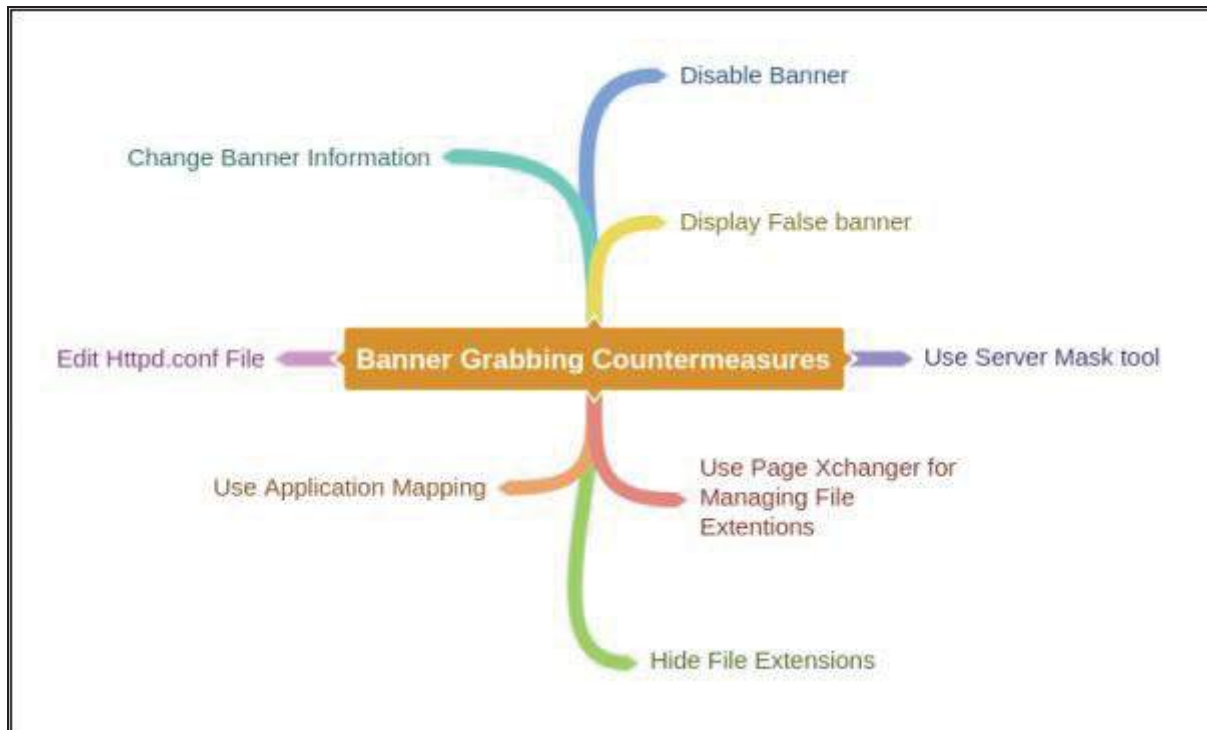 Disable Banner
Change Banner Information
Display False banner
Edit Httpd.conf File
Banner Grabbing Countermeasures
Use Server Mask tool
Use Application Mapping
Use Page Xchanger for
Managing File
Extentions
Hide File Extensions